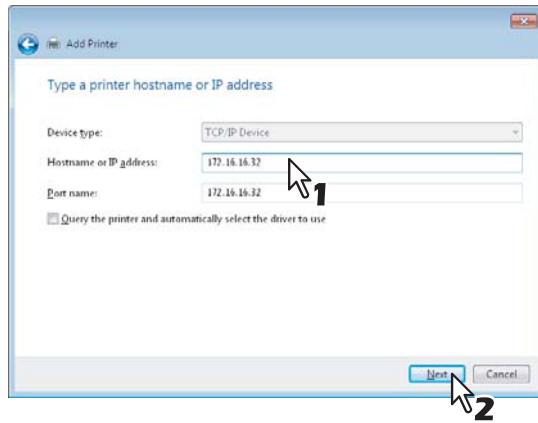 Add Printer
Type a printer hostname or IP address
Device type: TCP/IP Device
Hostname or IP address: 172.16.16.32
1
Port name: 172.16.16.32
Query the printer and automatically select the driver to use
Next Cancel
2